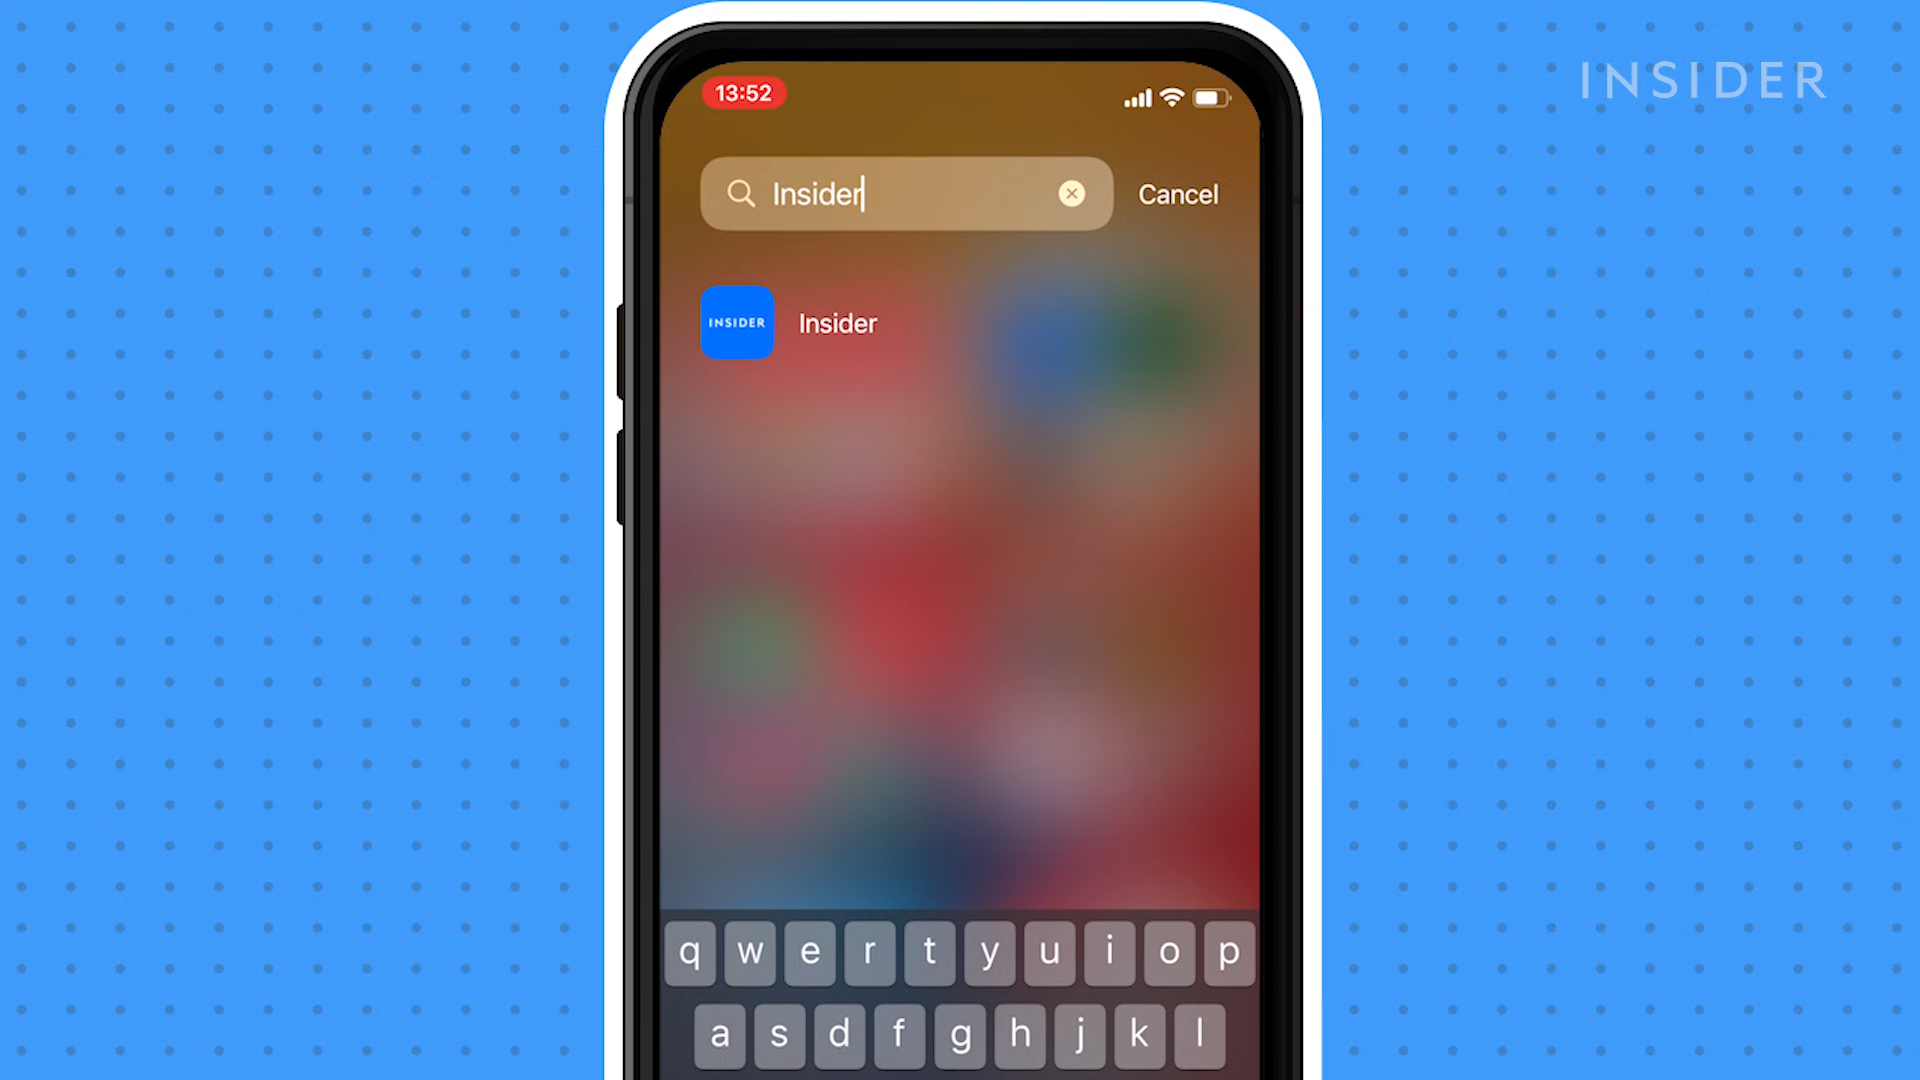 INSIDER
13:52
Insider
Cancel
INSIDER
Insider
q w e r t y u i o p
a s d f g h j k l